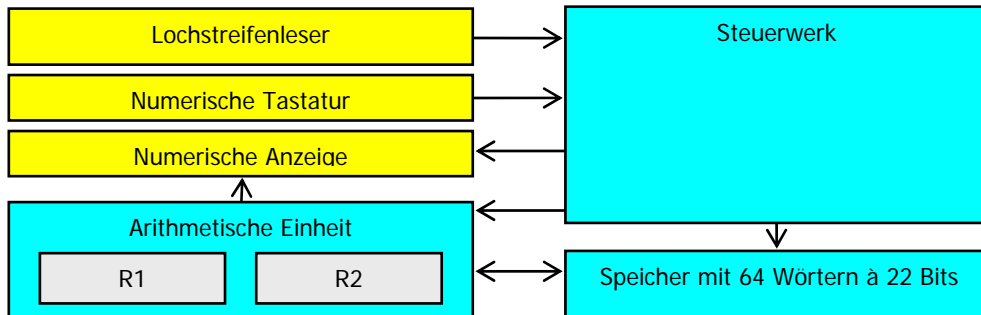 Lochstreifenleser
Steuerwerk
Numerische Tastatur
Numerische Anzeige
Arithmetische Einheit
R1
R2
Speicher mit 64 Wörtern à 22 Bits